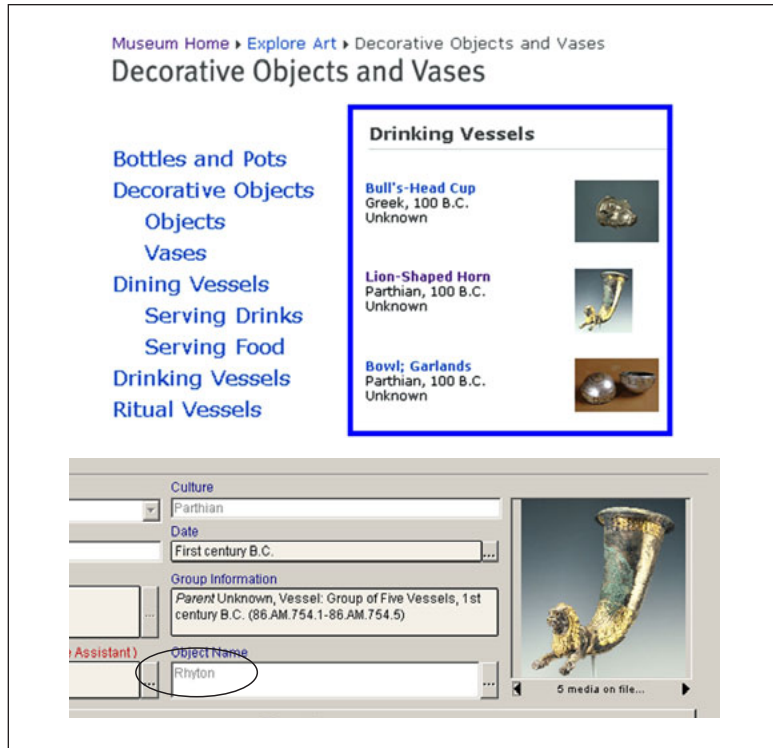 Museum Home ▸ Explore Art ▸ Decorative Objects and Vases
Decorative Objects and Vases
Bottles and Pots
Decorative Objects
Objects
Vases
Dining Vessels
Serving Drinks
Serving Food
Drinking Vessels
Ritual Vessels
Drinking Vessels
Bull's-Head Cup
Greek, 100 B.C.
Unknown
Lion-Shaped Horn
Parthian, 100 B.C.
Unknown
Bowl; Garlands
Parthian, 100 B.C.
Unknown
Culture
Parthian
Date
First century B.C.
...
Group Information
Parent Unknown, Vessel: Group of Five Vessels, 1st
century B.C. (86.AM.754.1-86.AM.754.5)
...
e Assistant)
...
Object Name
Rhyton
...
5 media on file...